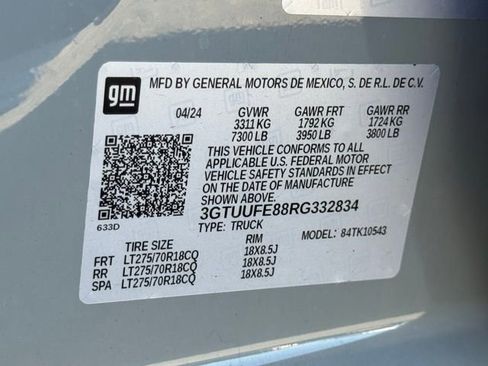 gm MFD BY GENERAL MOTORS DE MEXICO, S. DE R.L. DE C.V.
04/24 GVWR GAWR FRT GAWR RR
3311 KG 1792 KG 1724 KG
7300 LB 3950 LB 3800 LB
THIS VEHICLE CONFORMS TO ALL
APPLICABLE U.S. FEDERAL MOTOR
VEHICLE SAFETY STANDARDS IN EFFECT
ON THE DATE OF MANUFACTURE
SHOWN ABOVE.
633D
3GTUUFE88RG332834
TYPE: TRUCK MODEL: 84TK10543
TIRE SIZE RIM
FRT LT275/70R18CQ 18X8.5J
RR LT275/70R18CQ 18X8.5J
SPA LT275/70R18CQ 18X8.5J